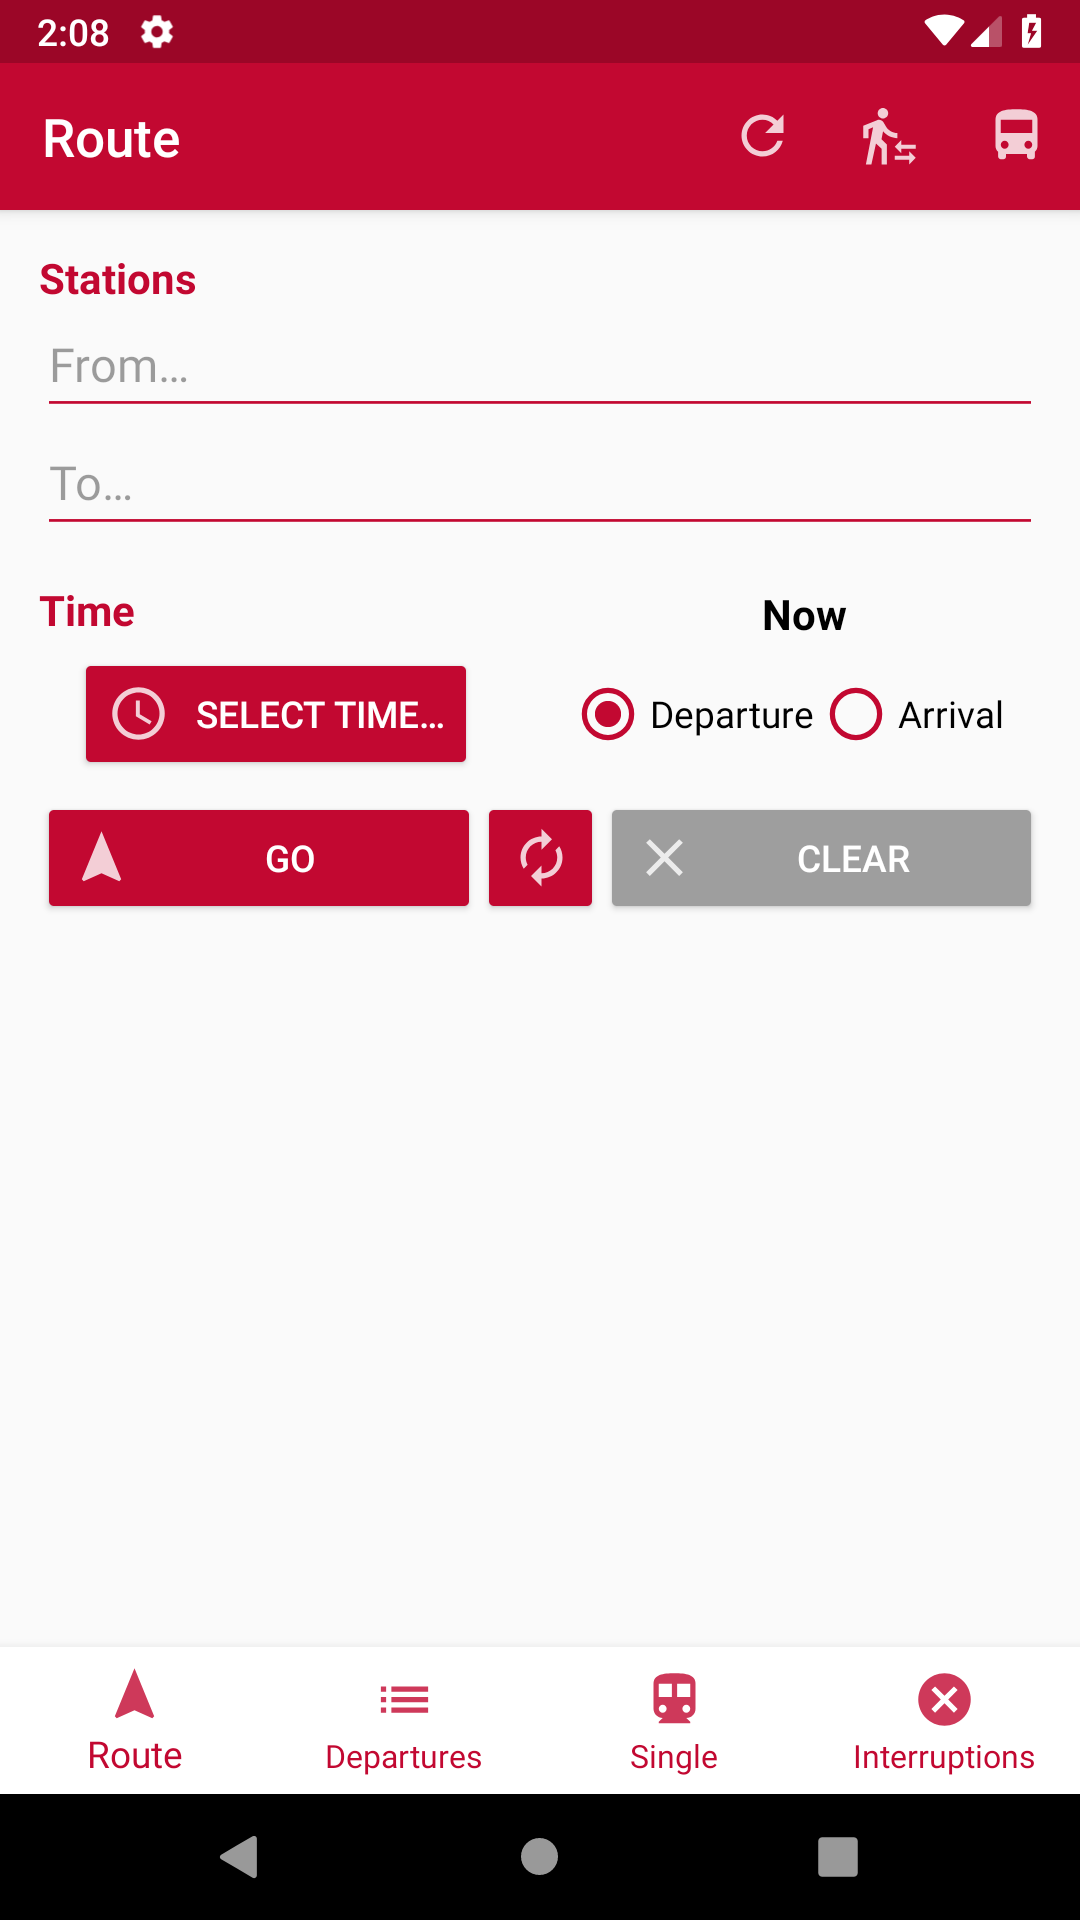 2:08
Route
Stations
From...
To...
Time
Now
SELECT TIME...
Departure
Arrival
GO
CLEAR
Route
Departures
Single
Interruptions